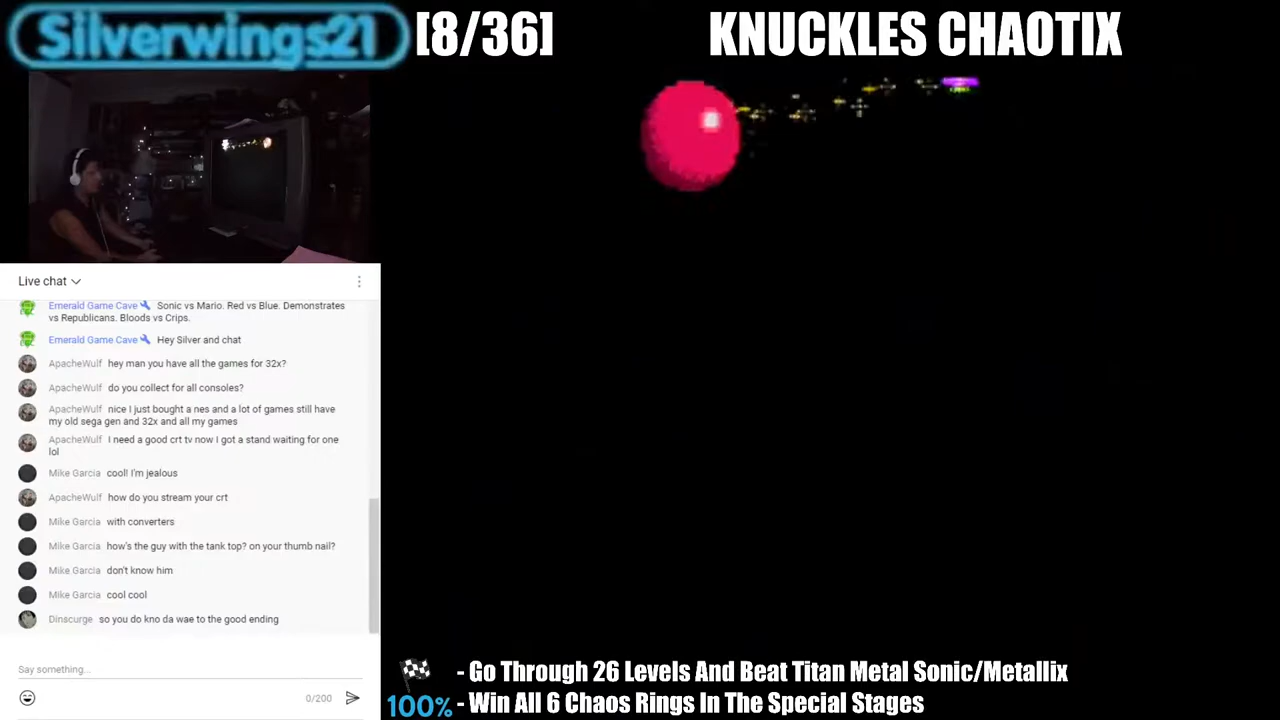 Silverwings21
[8/36]
KNUCKLES CHAOTIX
Live chat
Emerald Game Cave Sonic vs Mario. Red vs Blue. Demonstrates
vs Republicans. Bloods vs Crips.
Emerald Game Cave Hey Silver and chat
ApacheWulf hey man you have all the games for 32x?
ApacheWulf do you collect for all consoles?
ApacheWulf nice I just bought a nes and a lot of games still have
my old sega gen and 32x and all my games
ApacheWulf I need a good crt tv now I got a stand waiting for one
lol
Mike Garcia cool! I'm jealous
ApacheWulf how do you stream your crt
Mike Garcia with converters
Mike Garcia how's the guy with the tank top? on your thumb nail?
Mike Garcia don't know him
Mike Garcia cool cool
Dinscurge so you do kno da wae to the good ending
Say something...
0/200
- Go Through 26 Levels And Beat Titan Metal Sonic/Metallix
100% - Win All 6 Chaos Rings In The Special Stages